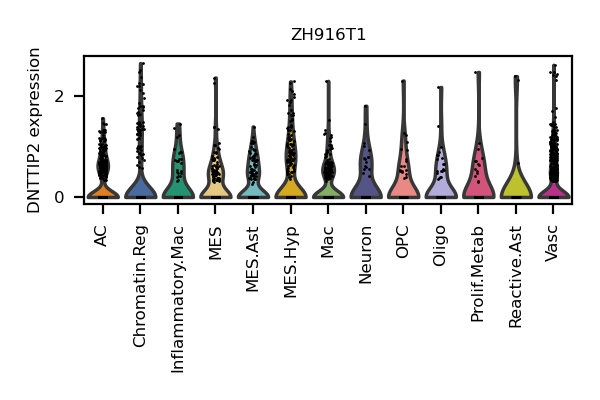 ZH916T1
DNTTIP2 expression
2
0
AC
Chromatin.Reg
Inflammatory.Mac
MES
MES.Ast
MES.Hyp
Mac
Neuron
OPC
Oligo
Prolif.Metab
Reactive.Ast
Vasc